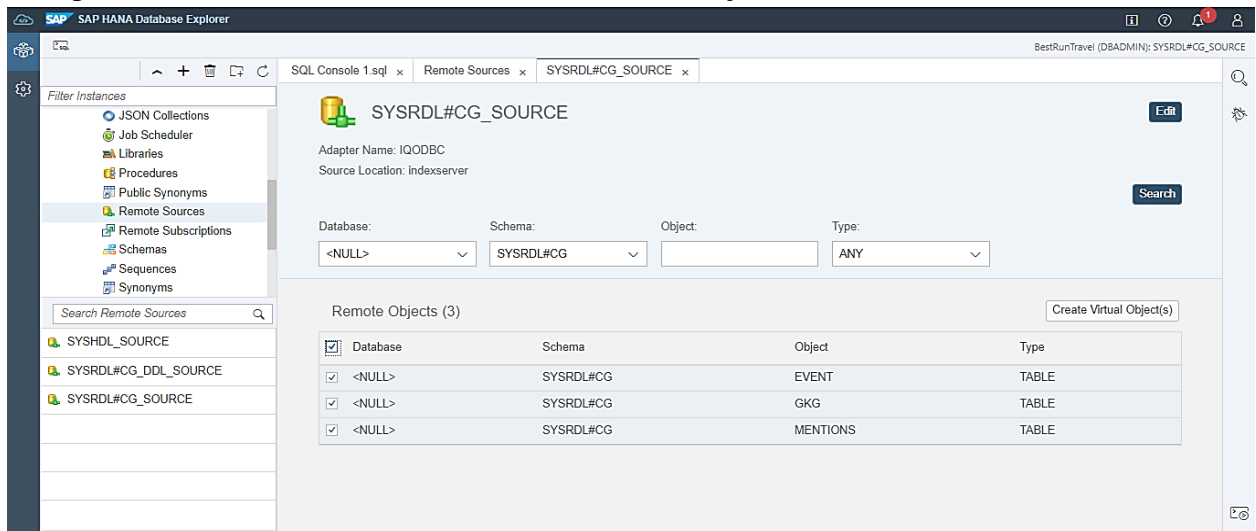 SAP SAP HANA Database Explorer
1
BestRunTravel (DBADMIN): SYSRDL#CG_SOURCE
SQL Console 1.sql x Remote Sources x SYSRDL#CG_SOURCE x
Filter Instances
JSON Collections
Job Scheduler
Libraries
Procedures
Public Synonyms
Remote Sources
Remote Subscriptions
Schemas
Sequences
Synonyms
Search Remote Sources
SYSHDL_SOURCE
SYSRDL#CG_DDL_SOURCE
SYSRDL#CG_SOURCE
SYSRDL#CG_SOURCE
Edit
Adapter Name: IQODBC
Source Location: indexserver
Search
Database: Schema: Object: Type:
<NULL> SYSRDL#CG ANY
Remote Objects (3)
Create Virtual Object(s)
Database Schema Object Type
<NULL> SYSRDL#CG EVENT TABLE
<NULL> SYSRDL#CG GKG TABLE
<NULL> SYSRDL#CG MENTIONS TABLE